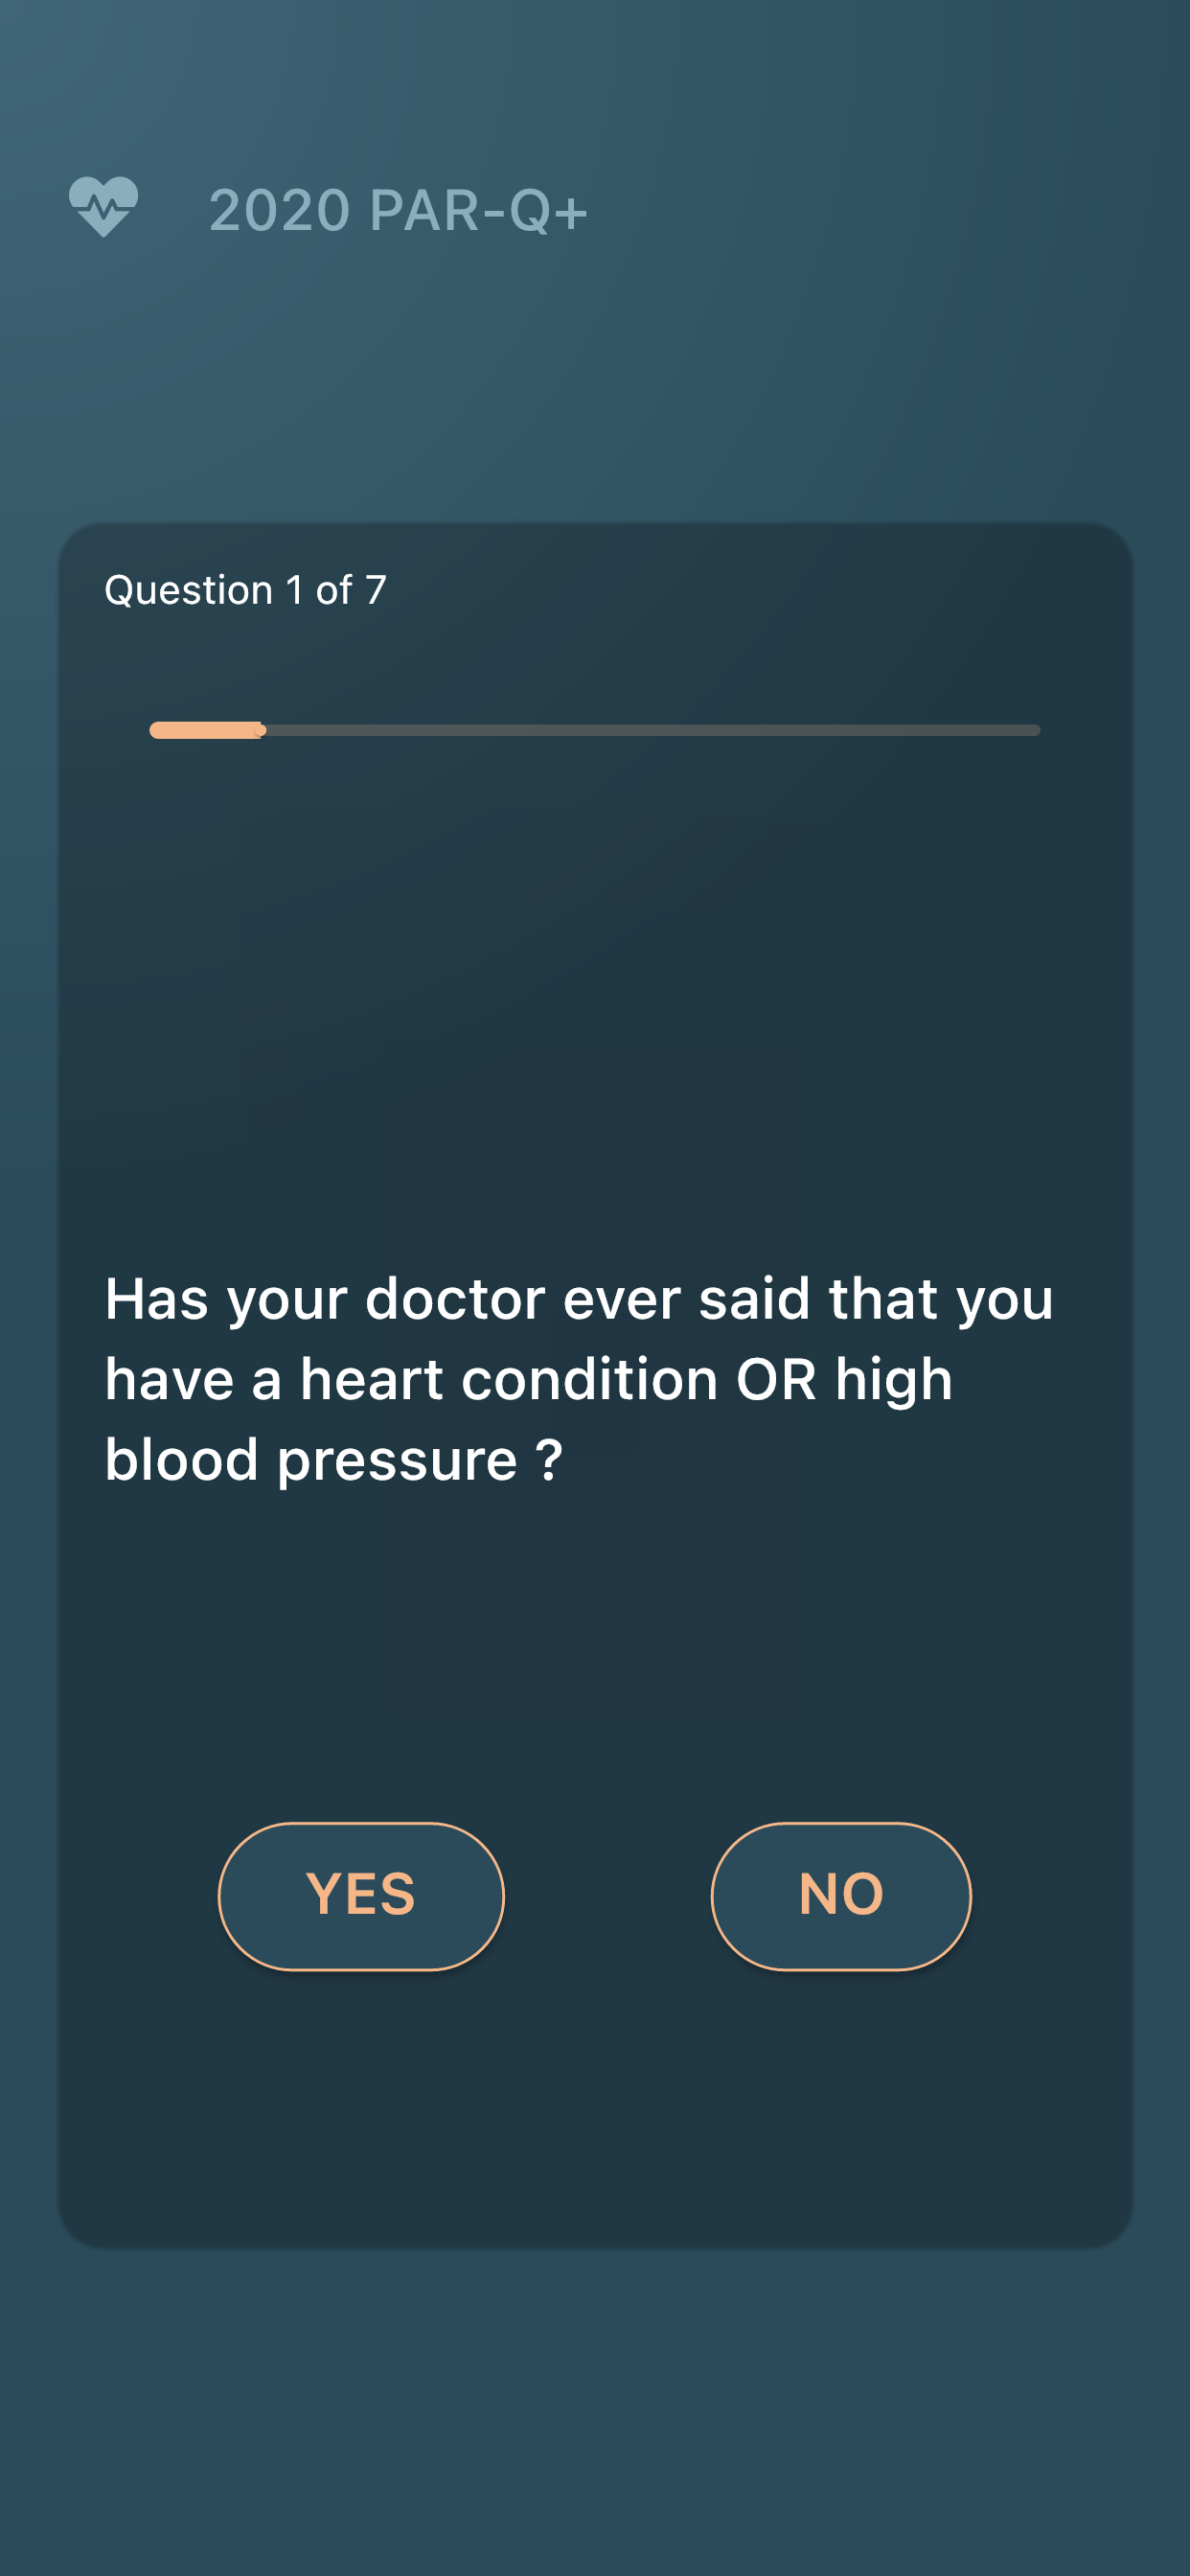 2020 PAR-Q+
Question 1 of 7
Has your doctor ever said that you
have a heart condition OR high
blood pressure ?
YES
NO